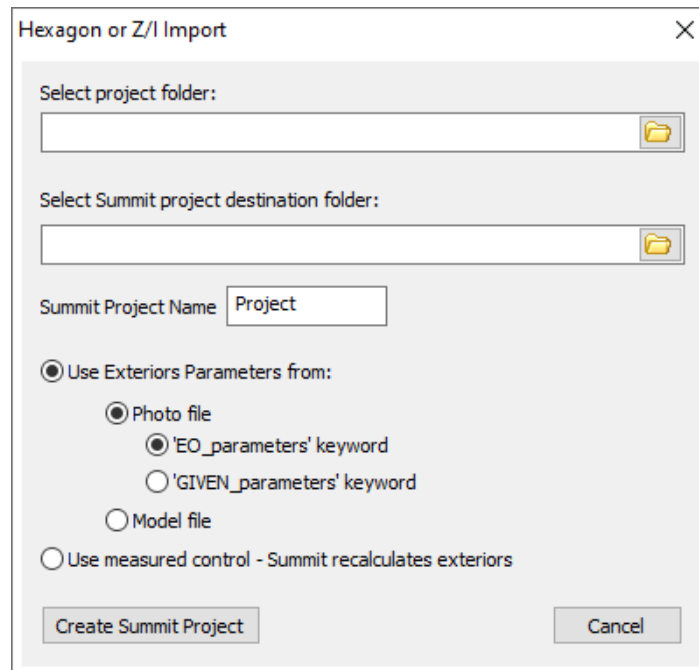 Hexagon or Z/I Import
Select project folder:
Select Summit project destination folder:
Summit Project Name Project
Use Exteriors Parameters from:
Photo file
'EO_parameters' keyword
'GIVEN_parameters' keyword
Model file
Use measured control - Summit recalculates exteriors
Create Summit Project Cancel